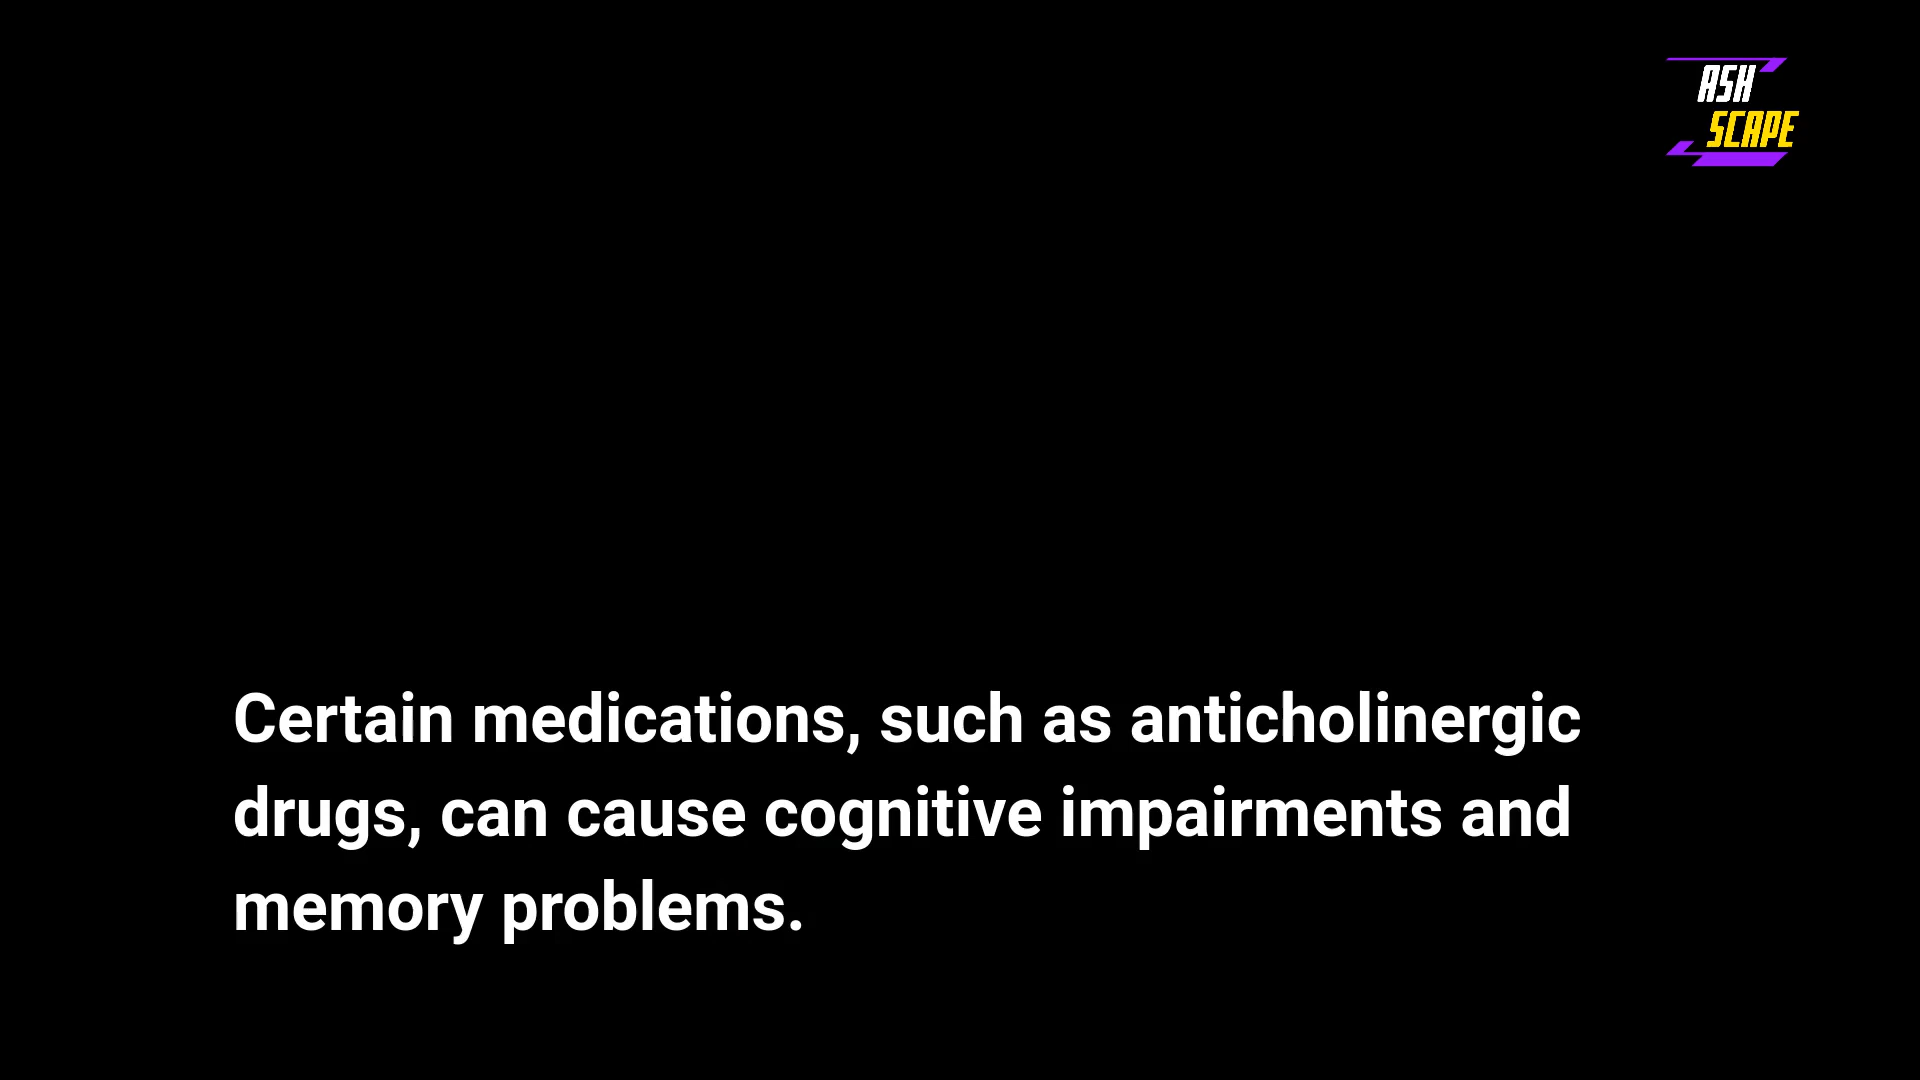 ASH
SCAPE
Certain medications, such as anticholinergic
drugs, can cause cognitive impairments and
memory problems.